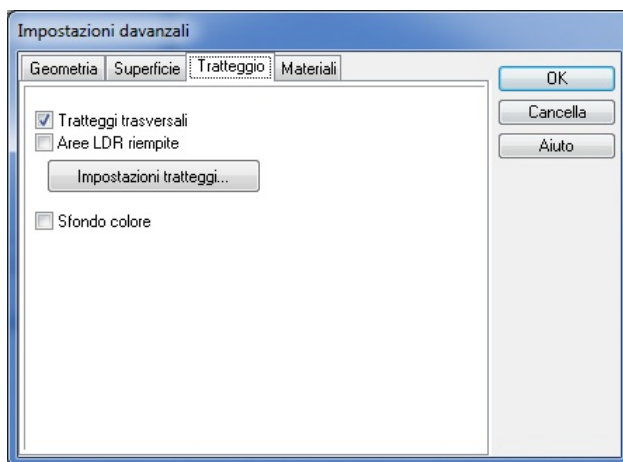 Impostazioni davanzali
Geometria Superficie Tratteggio Materiali
OK
Cancella
Aiuto
Tratteggi trasversali
Aree LDR riempite
Impostazioni tratteggi...
Sfondo colore